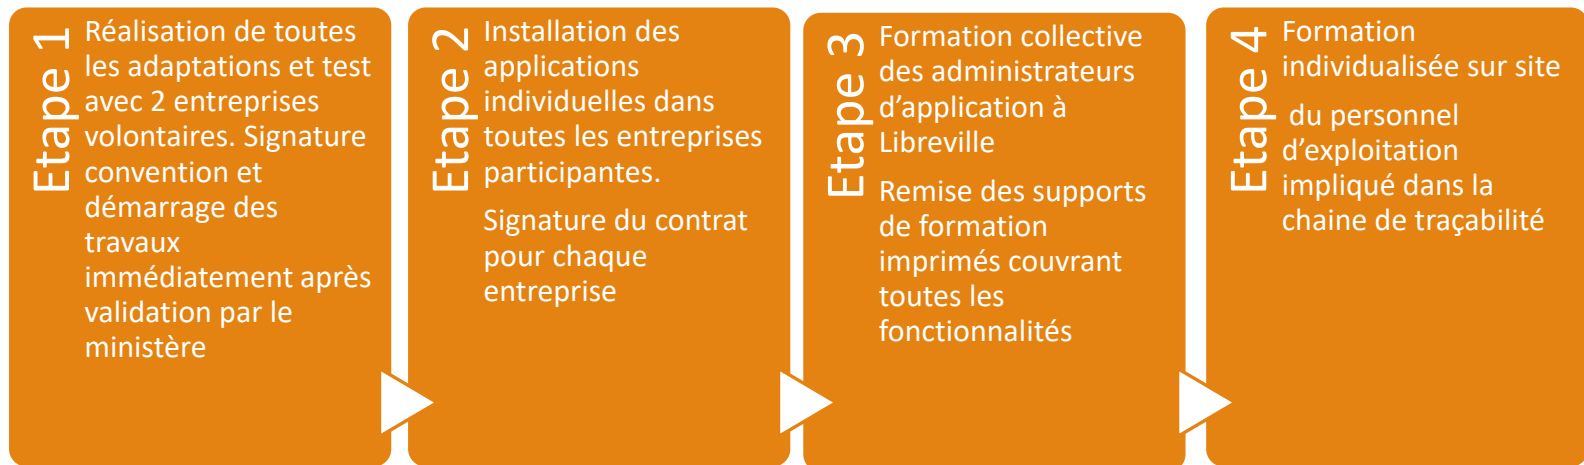 Etape 1
Réalisation de toutes
les adaptations et test
avec 2 entreprises
volontaires. Signature
convention et
démarrage des
travaux
immédiatement après
validation par le
ministère
Etape 2
Installation des
applications
individuelles dans
toutes les entreprises
participantes.
Signature du contrat
pour chaque
entreprise
Etape 3
Formation collective
des administrateurs
d’application à
Libreville
Remise des supports
de formation
imprimés couvrant
toutes les
fonctionnalités
Etape 4
Formation
individualisée sur site
du personnel
d’exploitation
impliqué dans la
chaine de traçabilité